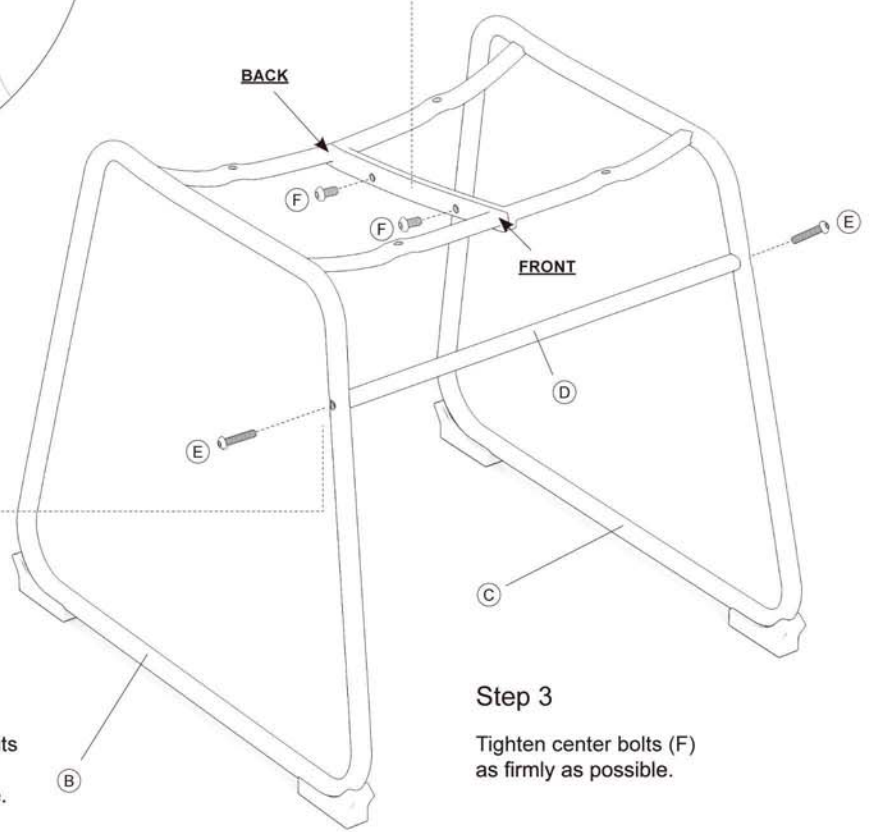 BACK
F
F
E
FRONT
D
E
C
Step 3
Tighten center bolts (F)
as firmly as possible.
B